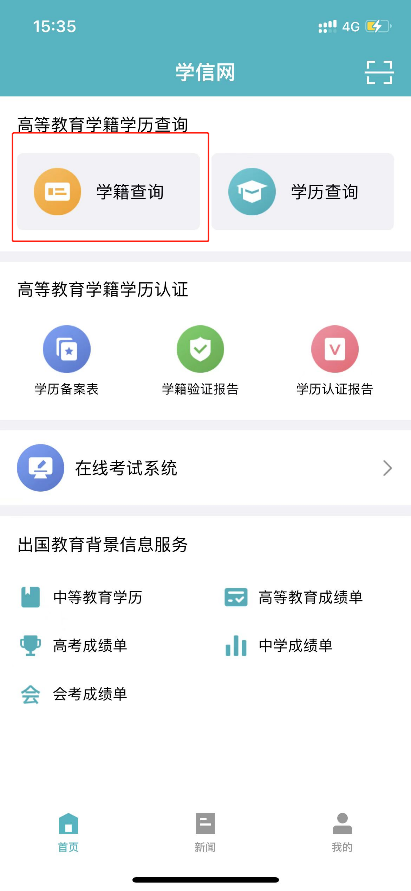 15:35
4G
学信网
高等教育学籍学历查询
学籍查询
学历查询
高等教育学籍学历认证
学历备案表
学籍验证报告
学历认证报告
在线考试系统
出国教育背景信息服务
中等教育学历
高等教育成绩单
高考成绩单
中学成绩单
会 会考成绩单
首页
新闻
我的